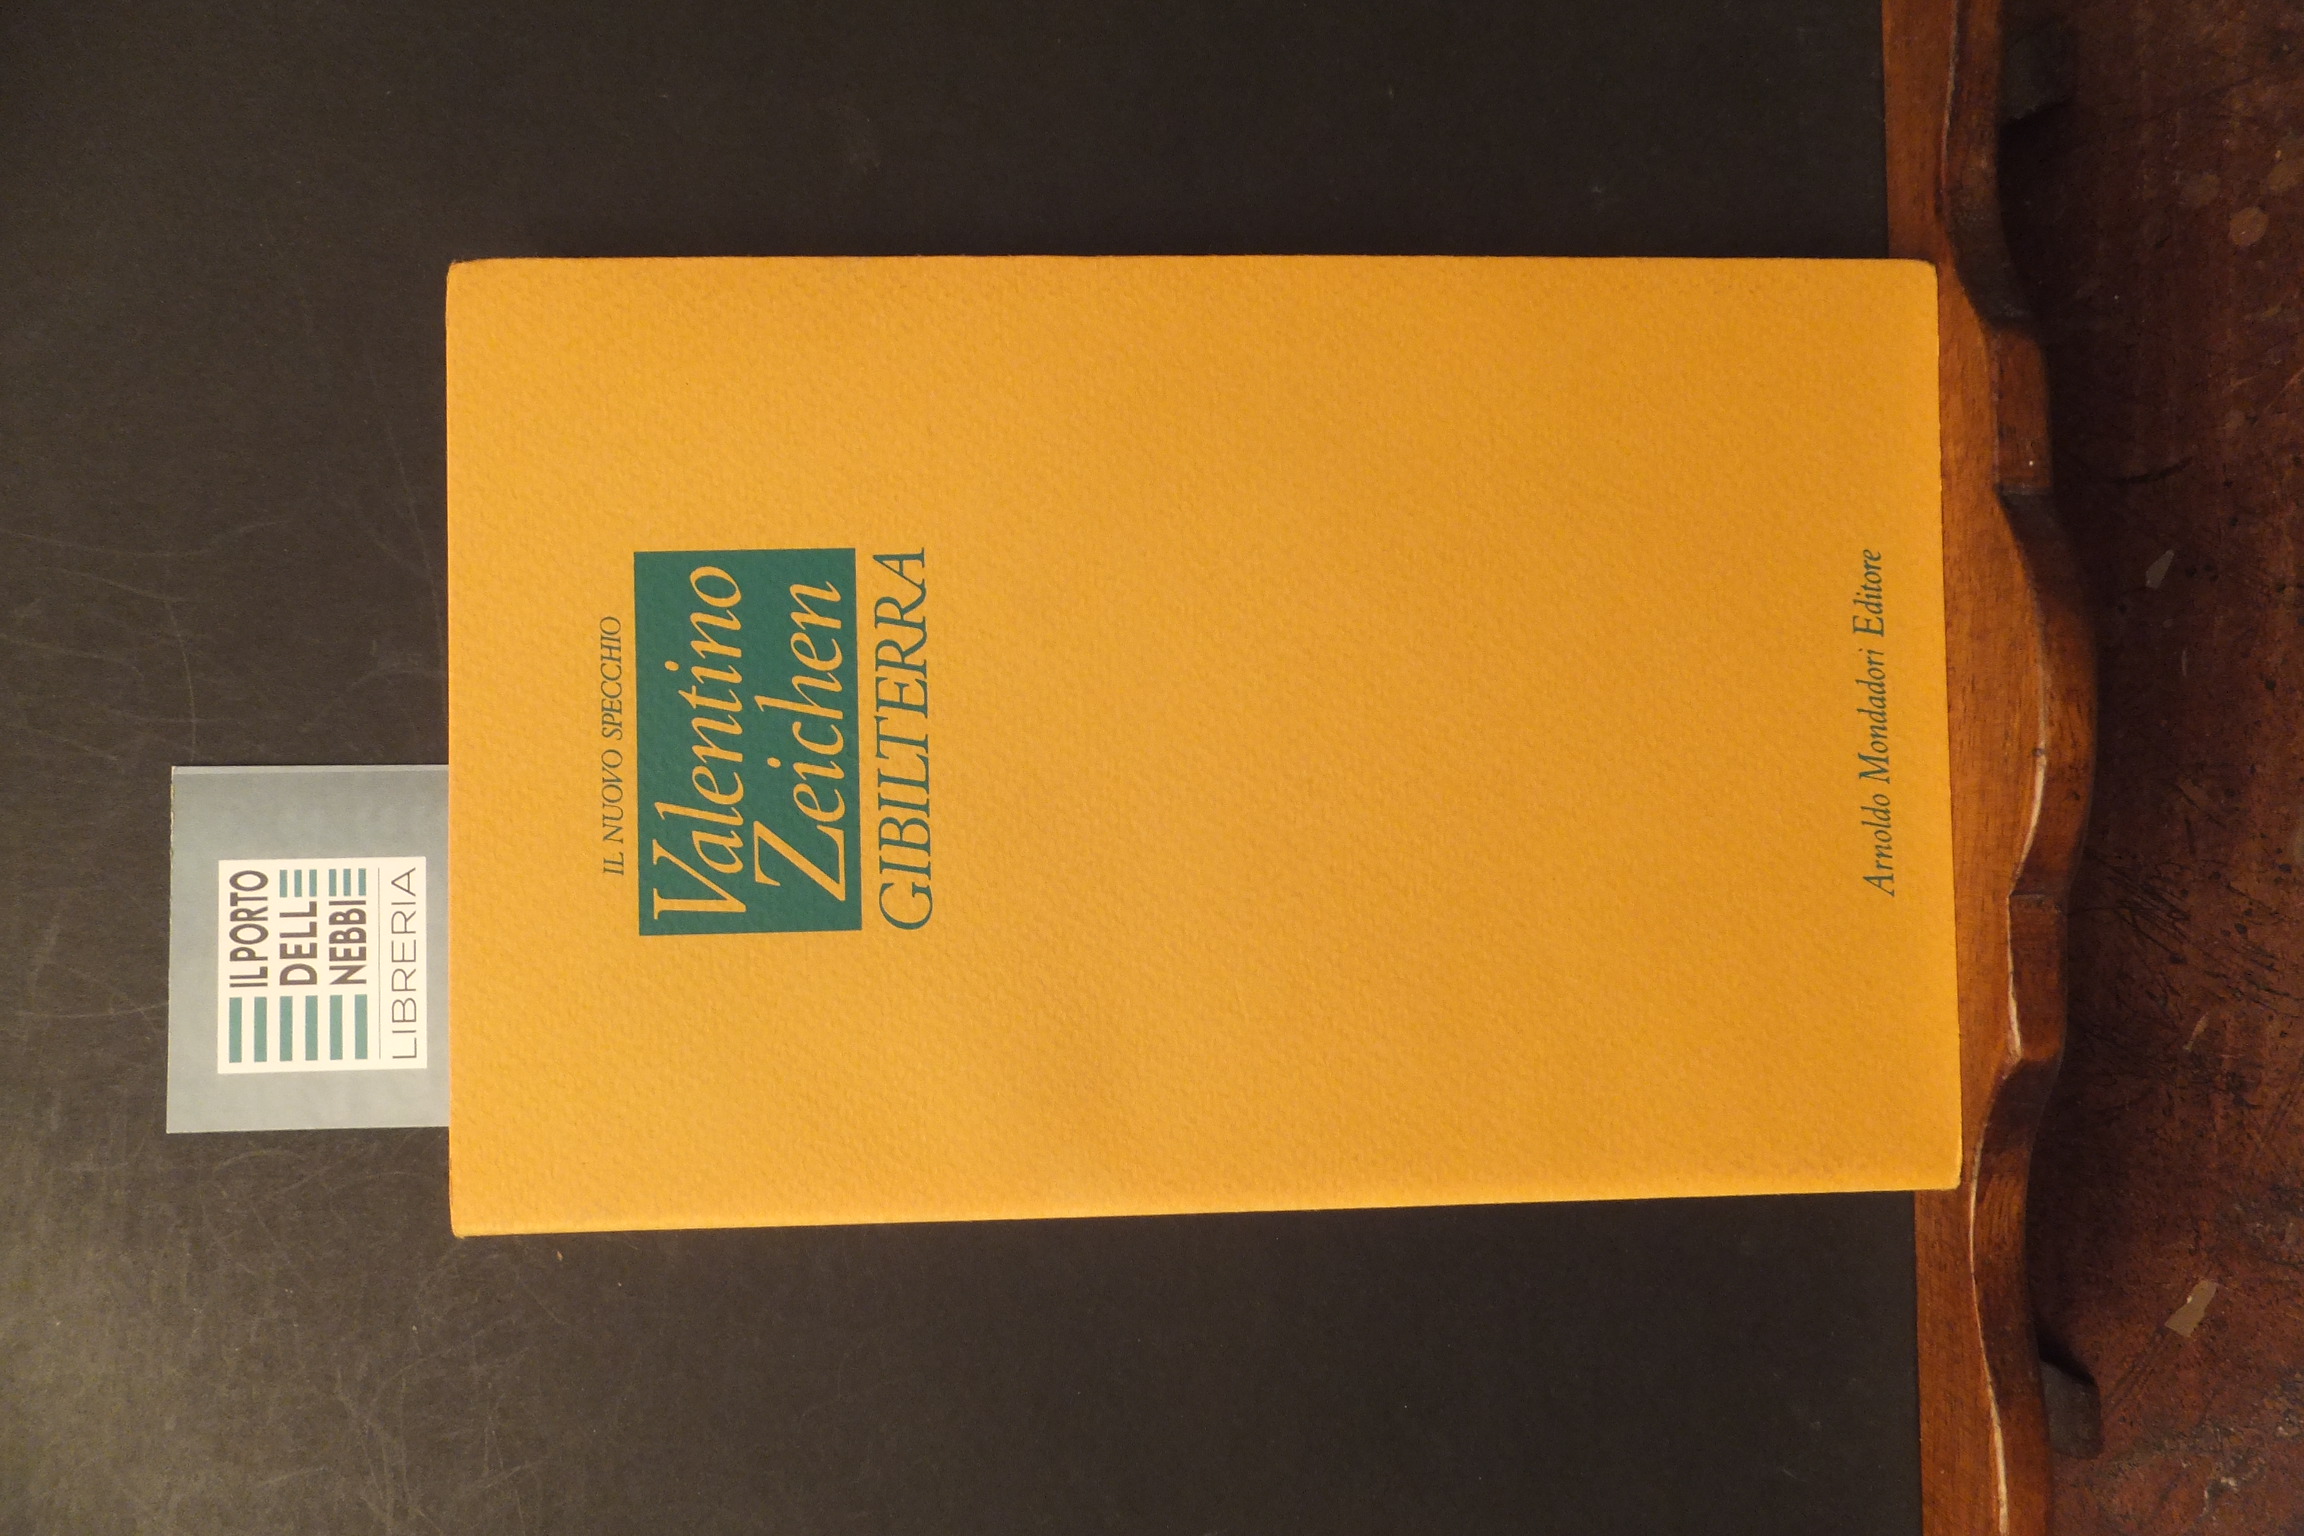 IL PORTO
DELLE
NEBBIE
LIBRERIA
IL NUOVO SPECCHIO
Valentino
Zeichen
GIBILTERRA
Arnoldo Mondadori Editore